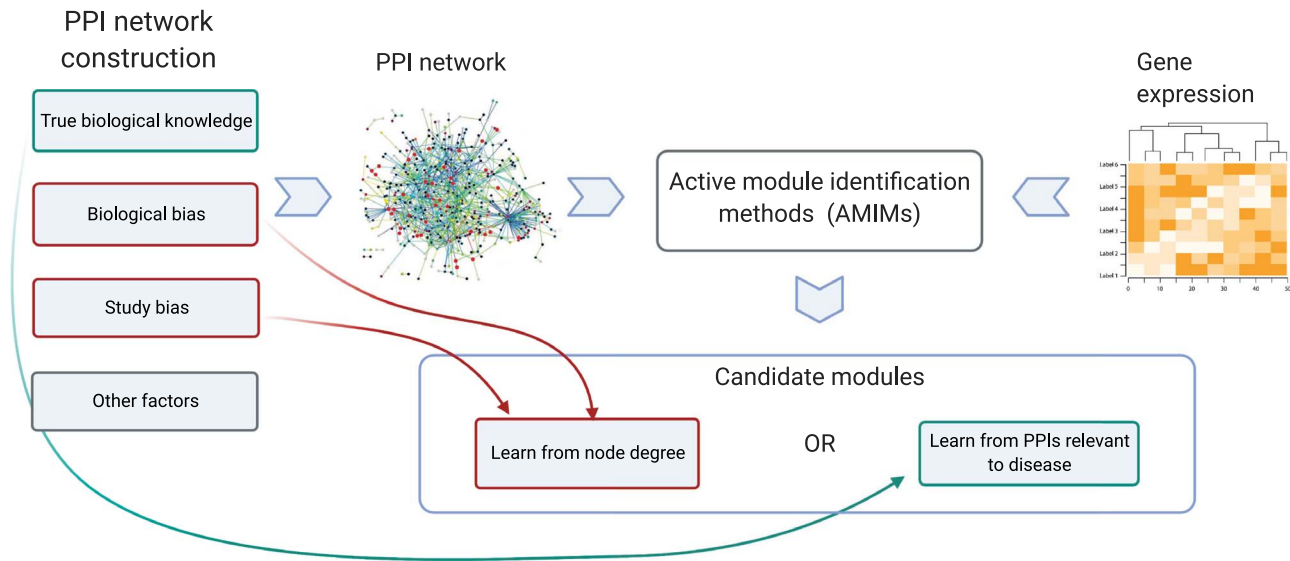 PPI network
construction
True biological knowledge
Biological bias
Study bias
Other factors
PPI network
Active module identification
methods (AMIMs)
Gene
expression
Label 6
Label 5
Label 4
Label 3
Label 2
Label 1
0 10 20 30 40 50
Candidate modules
Learn from node degree
OR
Learn from PPIs relevant
to disease